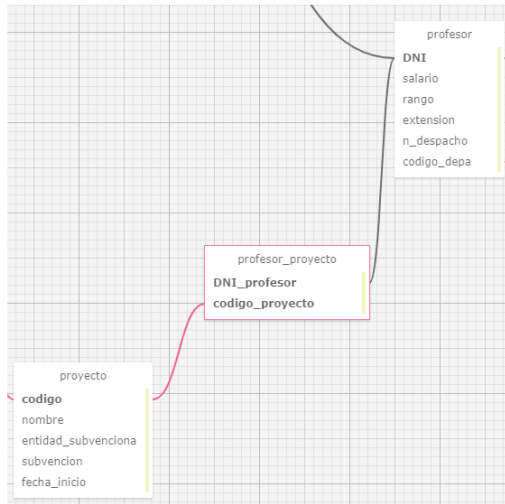 profesor
DNI
salario
rango
extension
n_despacho
codigo_depa
profesor_proyecto
DNI_profesor
codigo_proyecto
proyecto
codigo
nombre
entidad_subvenciona
subvencion
fecha_inicio